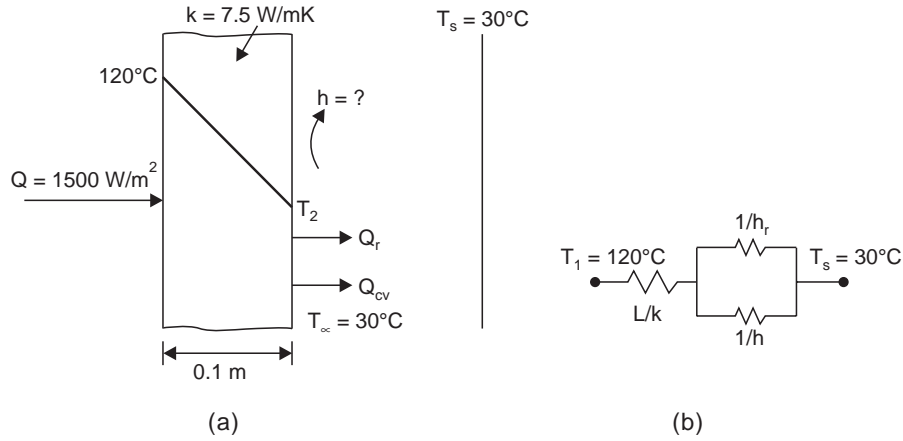 k = 7.5 W/mK
T_s = 30°C
120°C
h = ?
Q = 1500 W/m²
T₂
Q_r
Q_cv
T_∝ = 30°C
0.1 m
(a)
1/h_r
T₁ = 120°C
T_s = 30°C
L/k
1/h
(b)